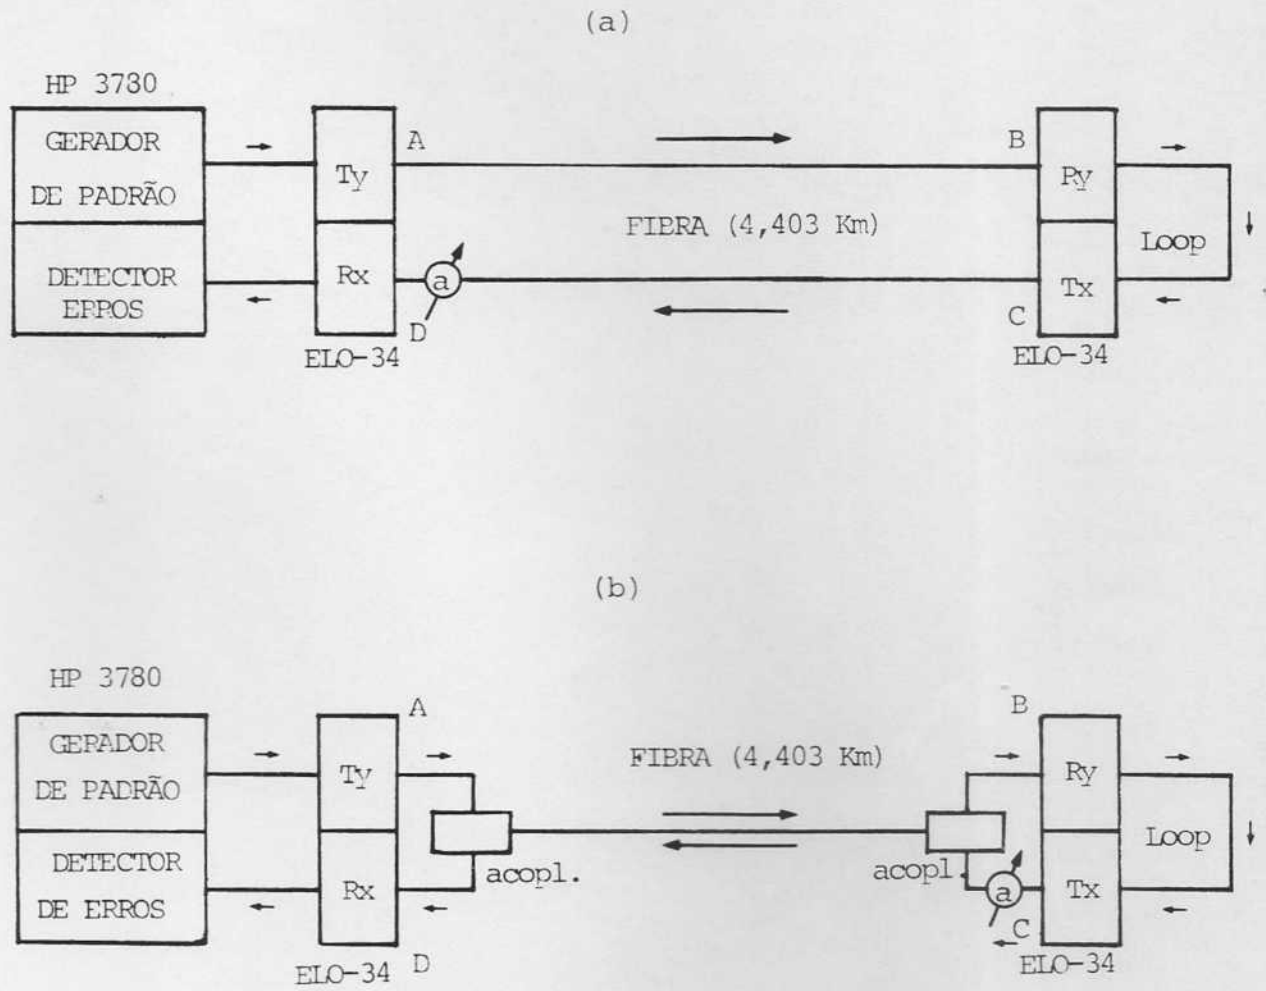 (a)
HP 3780
GERADOR
DE PADRÃO
DETECTOR
ERROS
Ty
Rx
A
D
a
ELO-34
FIBRA (4,403 Km)
B
C
Ry
Tx
Loop
ELO-34
(b)
HP 3780
GERADOR
DE PADRÃO
DETECTOR
DE ERROS
Ty
Rx
A
D
ELO-34
acopl.
FIBRA (4,403 Km)
acopl.
a
B
C
Ry
Tx
Loop
ELO-34